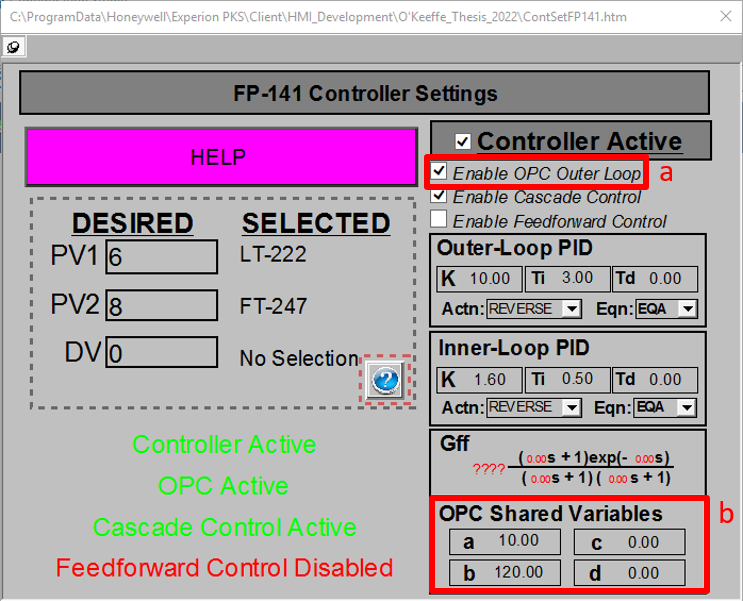 C:\ProgramData\Honeywell\Experion PKS\Client\HMI_Development\O'Keeffe_Thesis_2022\ContSetFP141.htm
FP-141 Controller Settings
HELP
DESIRED SELECTED
PV1 6 LT-222
PV2 8 FT-247
DV 0 No Selection
?
Controller Active
OPC Active
Cascade Control Active
Feedforward Control Disabled
Controller Active
Enable OPC Outer Loop a
Enable Cascade Control
Enable Feedforward Control
Outer-Loop PID
K 10.00 Ti 3.00 Td 0.00
Actn: REVERSE Eqn: EQA
Inner-Loop PID
K 1.60 Ti 0.50 Td 0.00
Actn: REVERSE Eqn: EQA
Gff
???? (0.00s + 1)exp(- 0.00s)
(0.00s + 1)(0.00s + 1)
OPC Shared Variables b
a 10.00 c 0.00
b 120.00 d 0.00